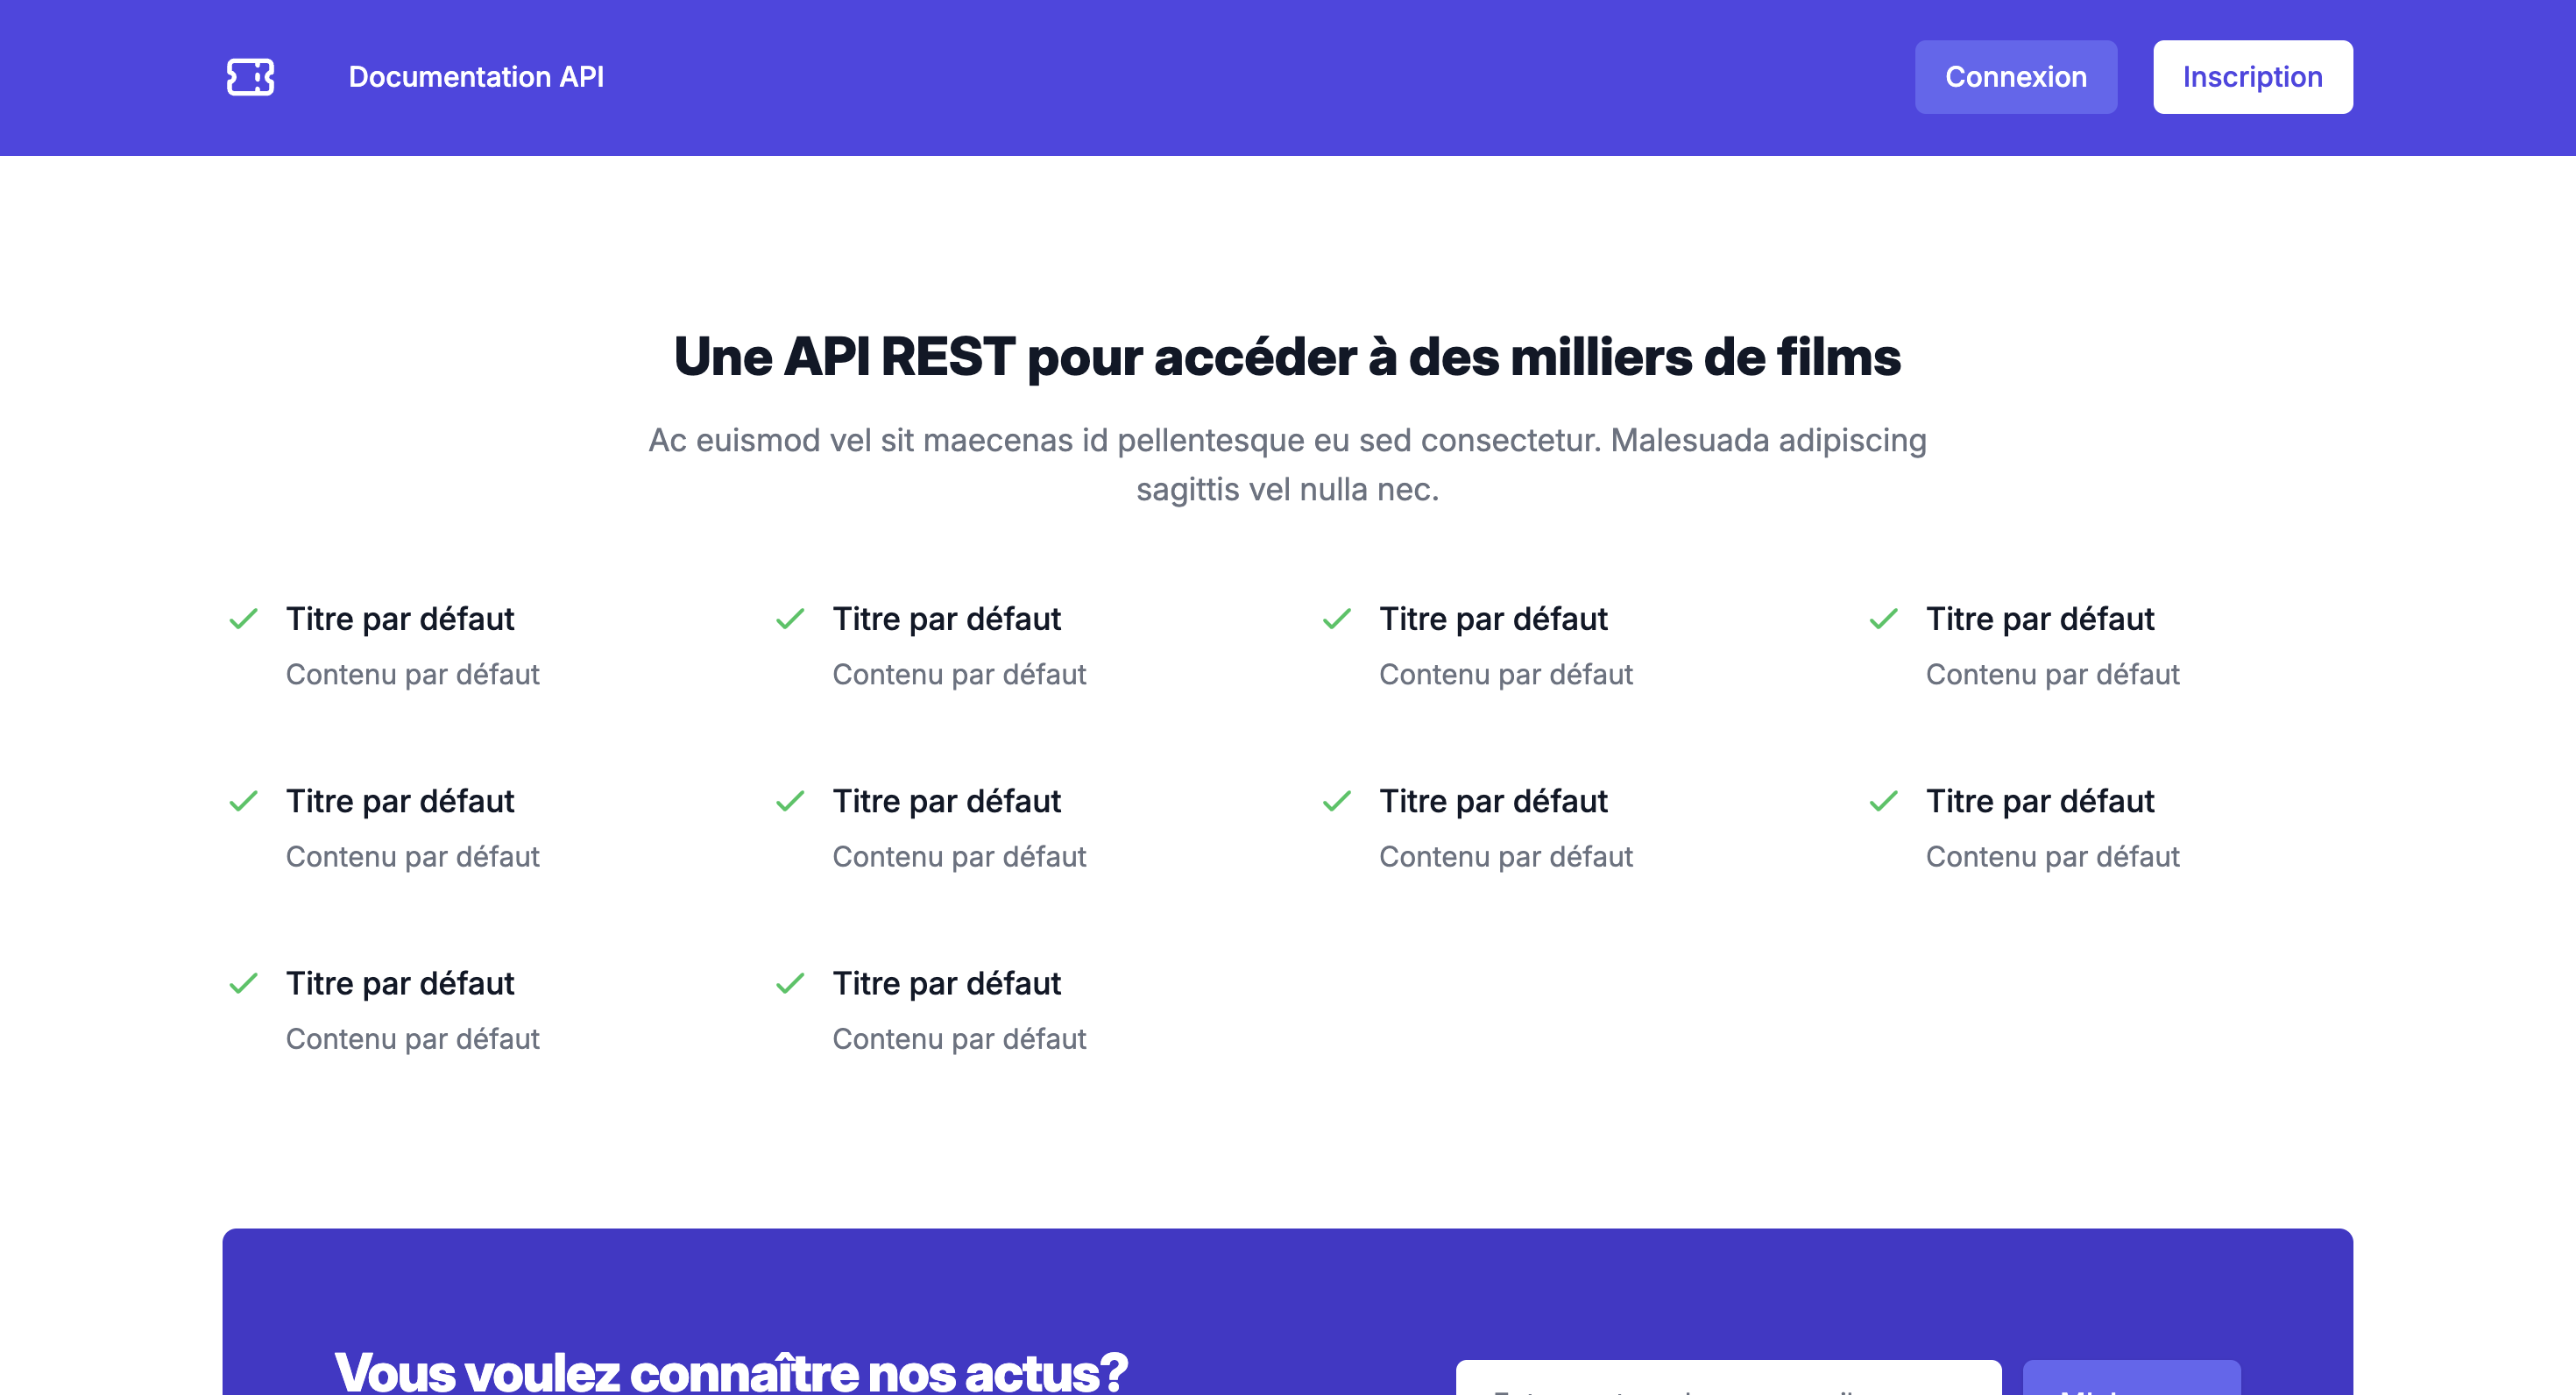 Documentation API
Connexion
Inscription
Une API REST pour accéder à des milliers de films
Ac euismod vel sit maecenas id pellentesque eu sed consectetur. Malesuada adipiscing
sagittis vel nulla nec.
Titre par défaut
Contenu par défaut
Titre par défaut
Contenu par défaut
Titre par défaut
Contenu par défaut
Titre par défaut
Contenu par défaut
Titre par défaut
Contenu par défaut
Titre par défaut
Contenu par défaut
Titre par défaut
Contenu par défaut
Titre par défaut
Contenu par défaut
Titre par défaut
Contenu par défaut
Titre par défaut
Contenu par défaut
Vous voulez connaître nos actus?